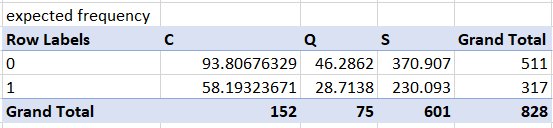 expected frequency
Row Labels C Q S Grand Total
0 93.80676329 46.2862 370.907 511
1 58.19323671 28.7138 230.093 317
Grand Total 152 75 601 828